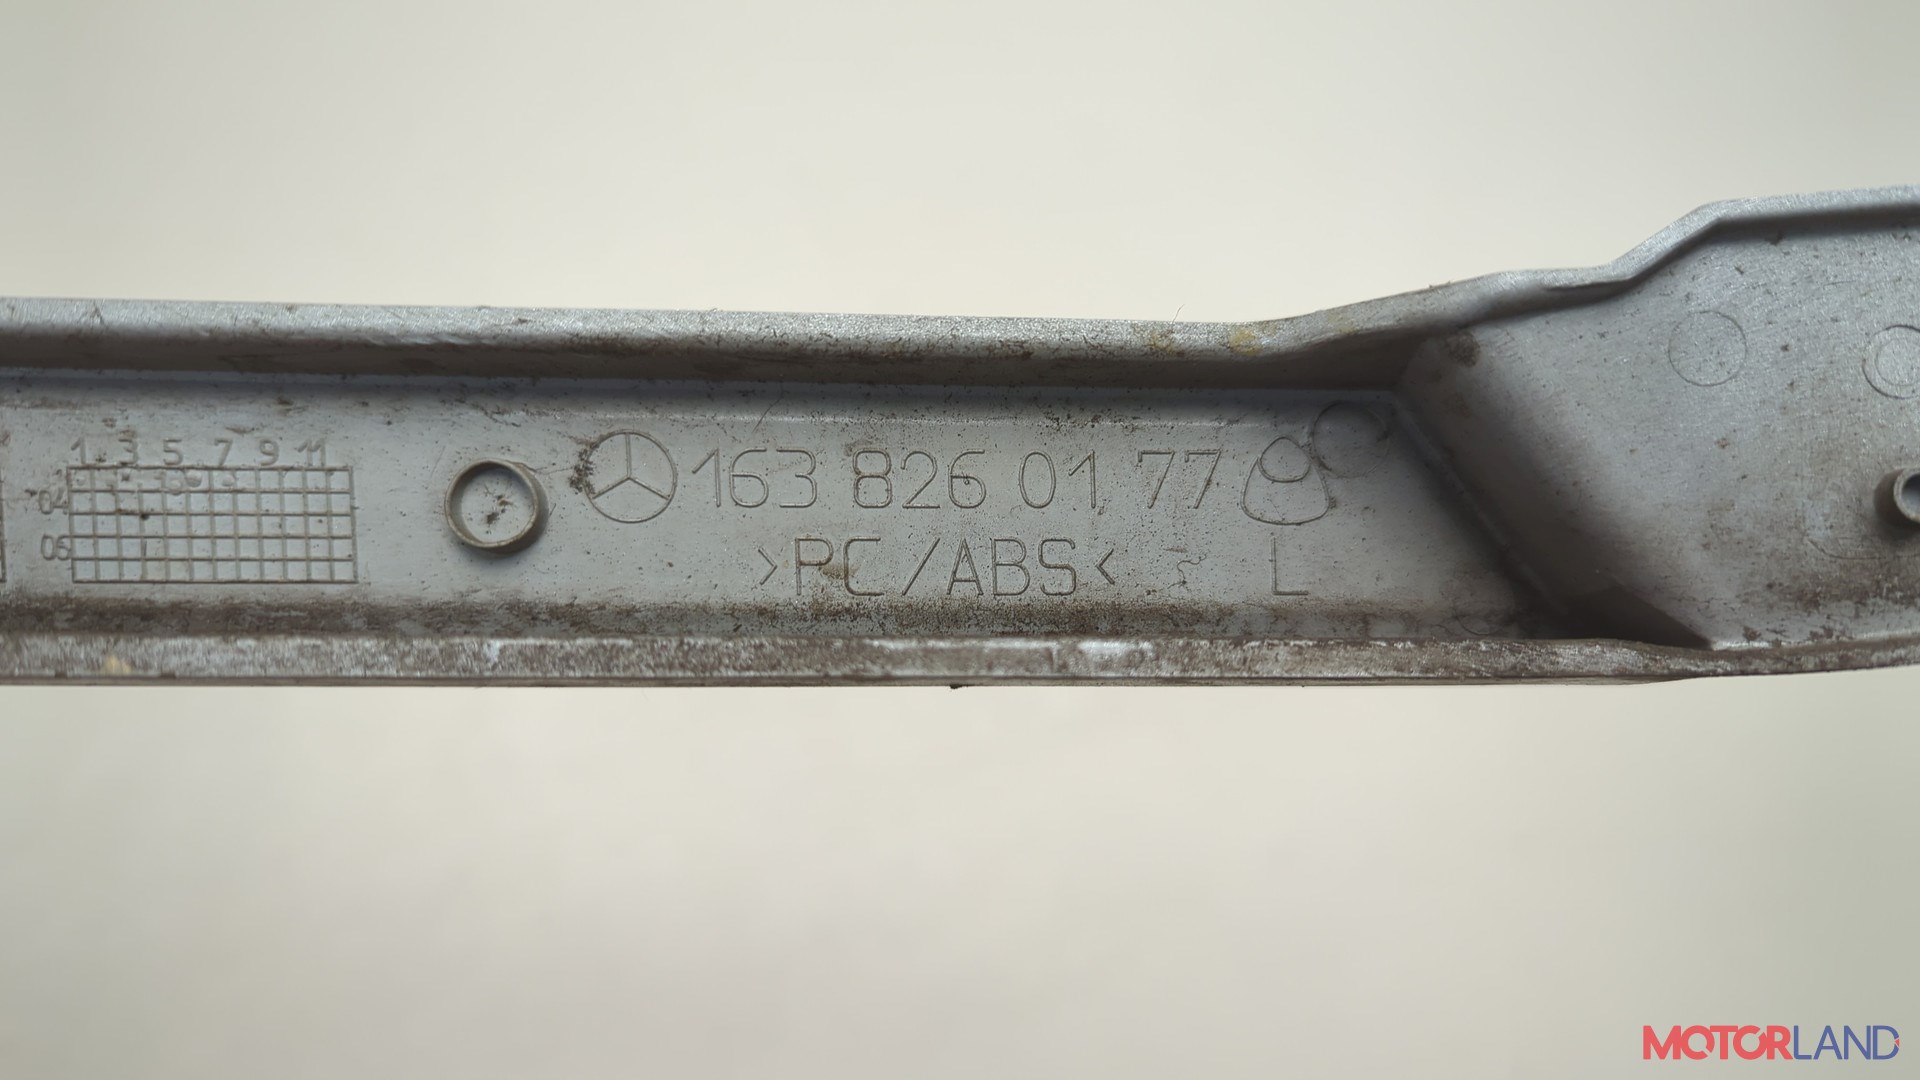 1 3 5 7 9 11
04
06
163 826 01 77
>PC/ABS< L
MOTORLAND